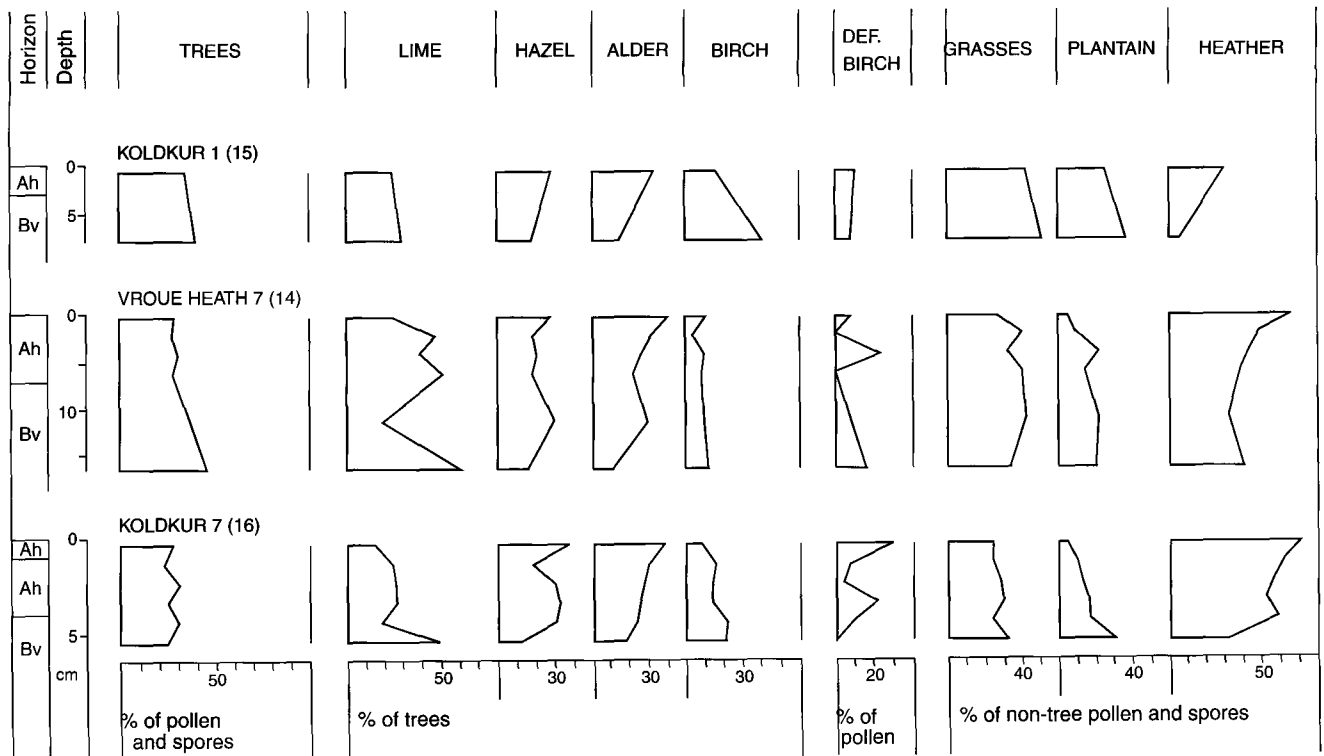 Horizon
Depth
TREES LIME HAZEL ALDER BIRCH DEF. BIRCH GRASSES PLANTAIN HEATHER
KOLDKUR 1 (15)
0
Ah
5
Bv
VROUE HEATH 7 (14)
0
Ah
10
Bv
KOLDKUR 7 (16)
0
Ah
Ah
5
Bv
cm 50 50 30 30 30 20 40 40 50
% of pollen and spores
% of trees
% of pollen
% of non-tree pollen and spores